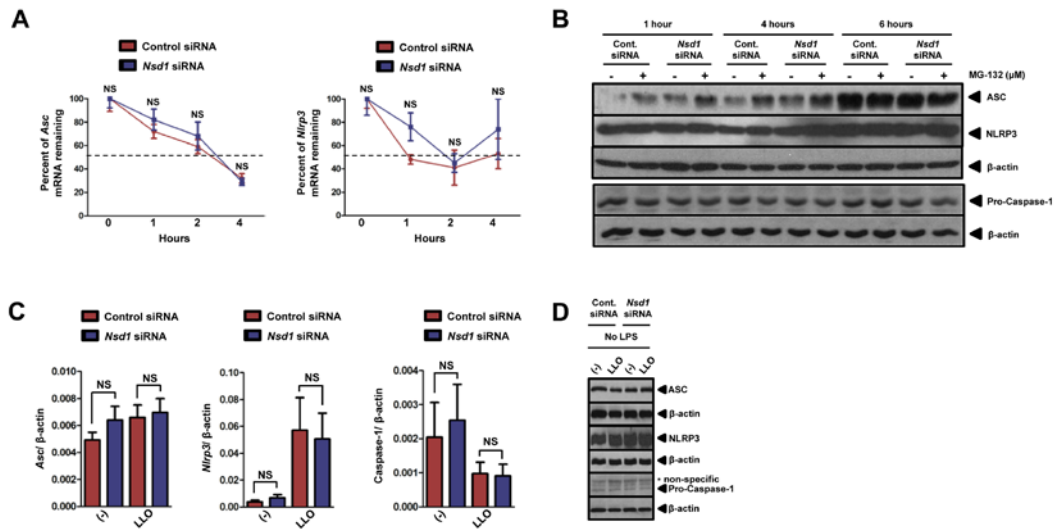 A
Control siRNA
Nsd1 siRNA
Percent of Asc
mRNA remaining
100
80
60
40
20
0
NS
NS
NS
NS
0
1
2
4
Hours
Control siRNA
Nsd1 siRNA
Percent of Nlrp3
mRNA remaining
100
80
60
40
20
0
NS
NS
NS
NS
0
1
2
4
Hours
B
1 hour
4 hours
6 hours
Cont.
siRNA
Nsd1
siRNA
Cont.
siRNA
Nsd1
siRNA
Cont.
siRNA
Nsd1
siRNA
- + - + - + - + - + - + MG-132 (µM)
ASC
NLRP3
β-actin
Pro-Caspase-1
β-actin
C
Control siRNA
Nsd1 siRNA
Asc/ β-actin
0.010
0.008
0.006
0.004
0.002
0.000
NS
NS
(-)
LLO
Control siRNA
Nsd1 siRNA
Nlrp3/ β-actin
0.10
0.08
0.06
0.04
0.02
0.00
NS
NS
(-)
LLO
Control siRNA
Nsd1 siRNA
Caspase-1/ β-actin
0.004
0.003
0.002
0.001
0.000
NS
NS
(-)
LLO
D
Cont.
siRNA
Nsd1
siRNA
No LPS
(-) LLO (-) LLO
ASC
β-actin
NLRP3
β-actin
* non-specific
Pro-Caspase-1
β-actin